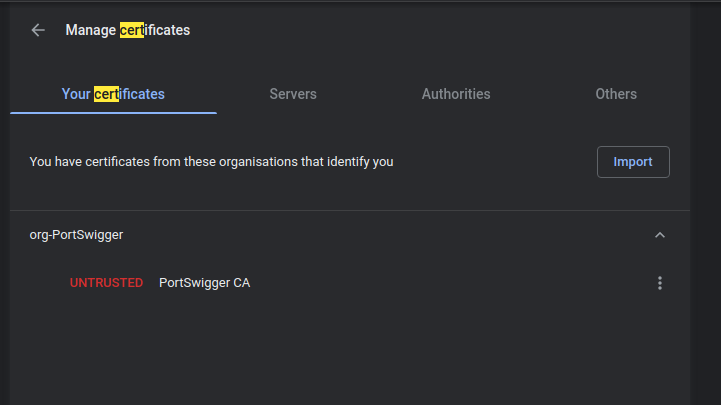 Manage certificates
Your certificates Servers Authorities Others
You have certificates from these organisations that identify you Import
org-PortSwigger
UNTRUSTED PortSwigger CA